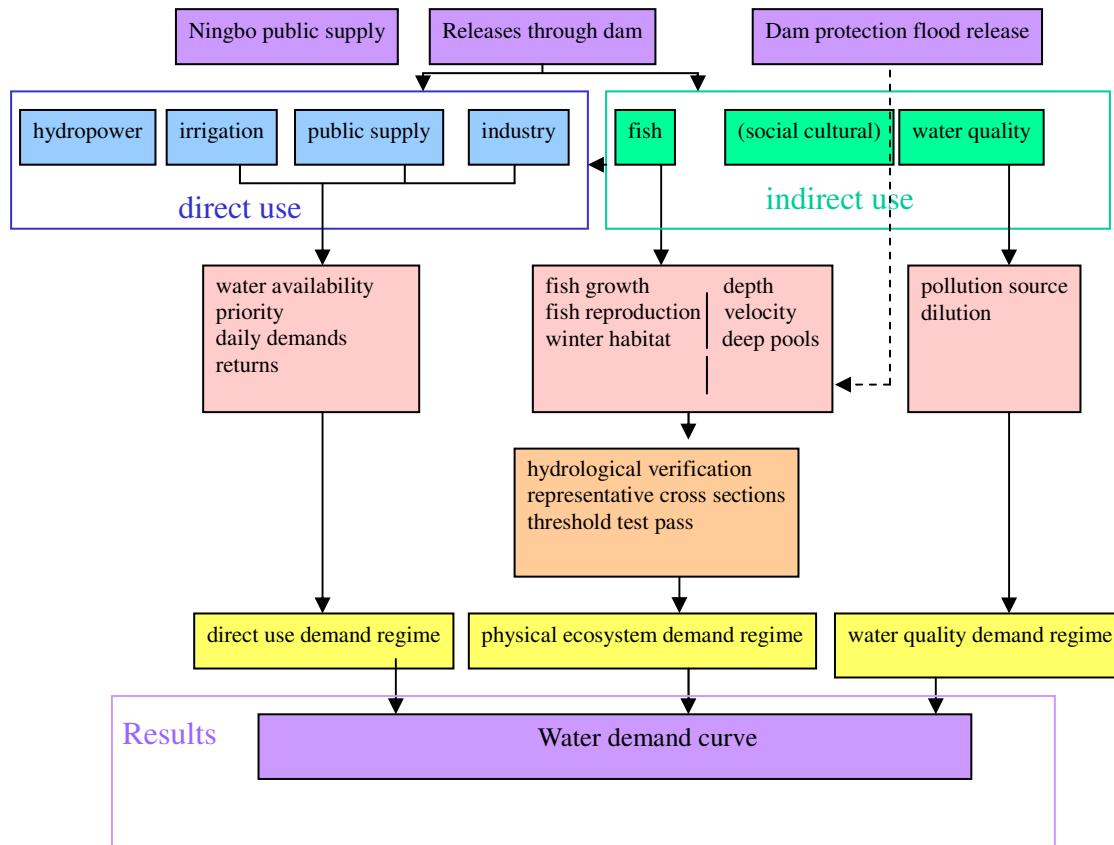 Ningbo public supply
Releases through dam
Dam protection flood release
hydropower
irrigation
public supply
industry
fish
(social cultural)
water quality
direct use
indirect use
water availability
priority
daily demands
returns
fish growth
fish reproduction
winter habitat
depth
velocity
deep pools
pollution source
dilution
hydrological verification
representative cross sections
threshold test pass
direct use demand regime
physical ecosystem demand regime
water quality demand regime
Results
Water demand curve